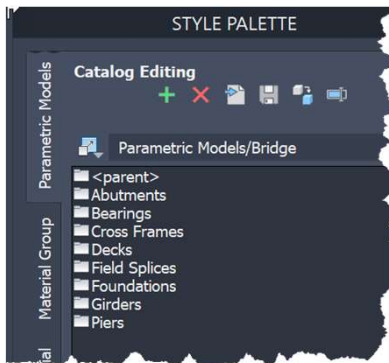 STYLE PALETTE
Parametric Models
Catalog Editing
Parametric Models/Bridge
<parent>
Abutments
Bearings
Cross Frames
Decks
Field Splices
Foundations
Girders
Piers
Material Group